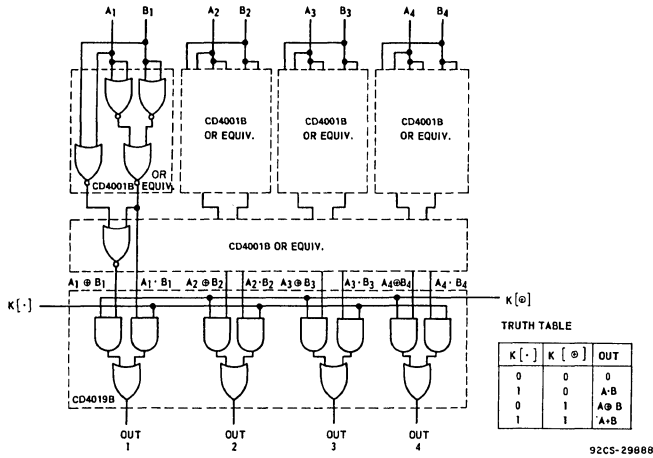 A1 B1 A2 B2 A3 B3 A4 B4
CD4001B
OR EQUIV.
CD4001B
OR EQUIV.
CD4001B
OR EQUIV.
OR
CD4001B EQUIV.
CD4001B OR EQUIV.
A1 ⊕ B1 A1 · B1 A2 ⊕ B2 A2 · B2 A3 ⊕ B3 A3 · B3 A4⊕B4 A4 · B4
K[·]
K[⊕]
TRUTH TABLE
K [·] K [⊕] OUT
0 0 0
1 0 A·B
0 1 A⊕B
1 1 A+B
CD4019B
OUT OUT OUT OUT
1 2 3 4
92CS-29888